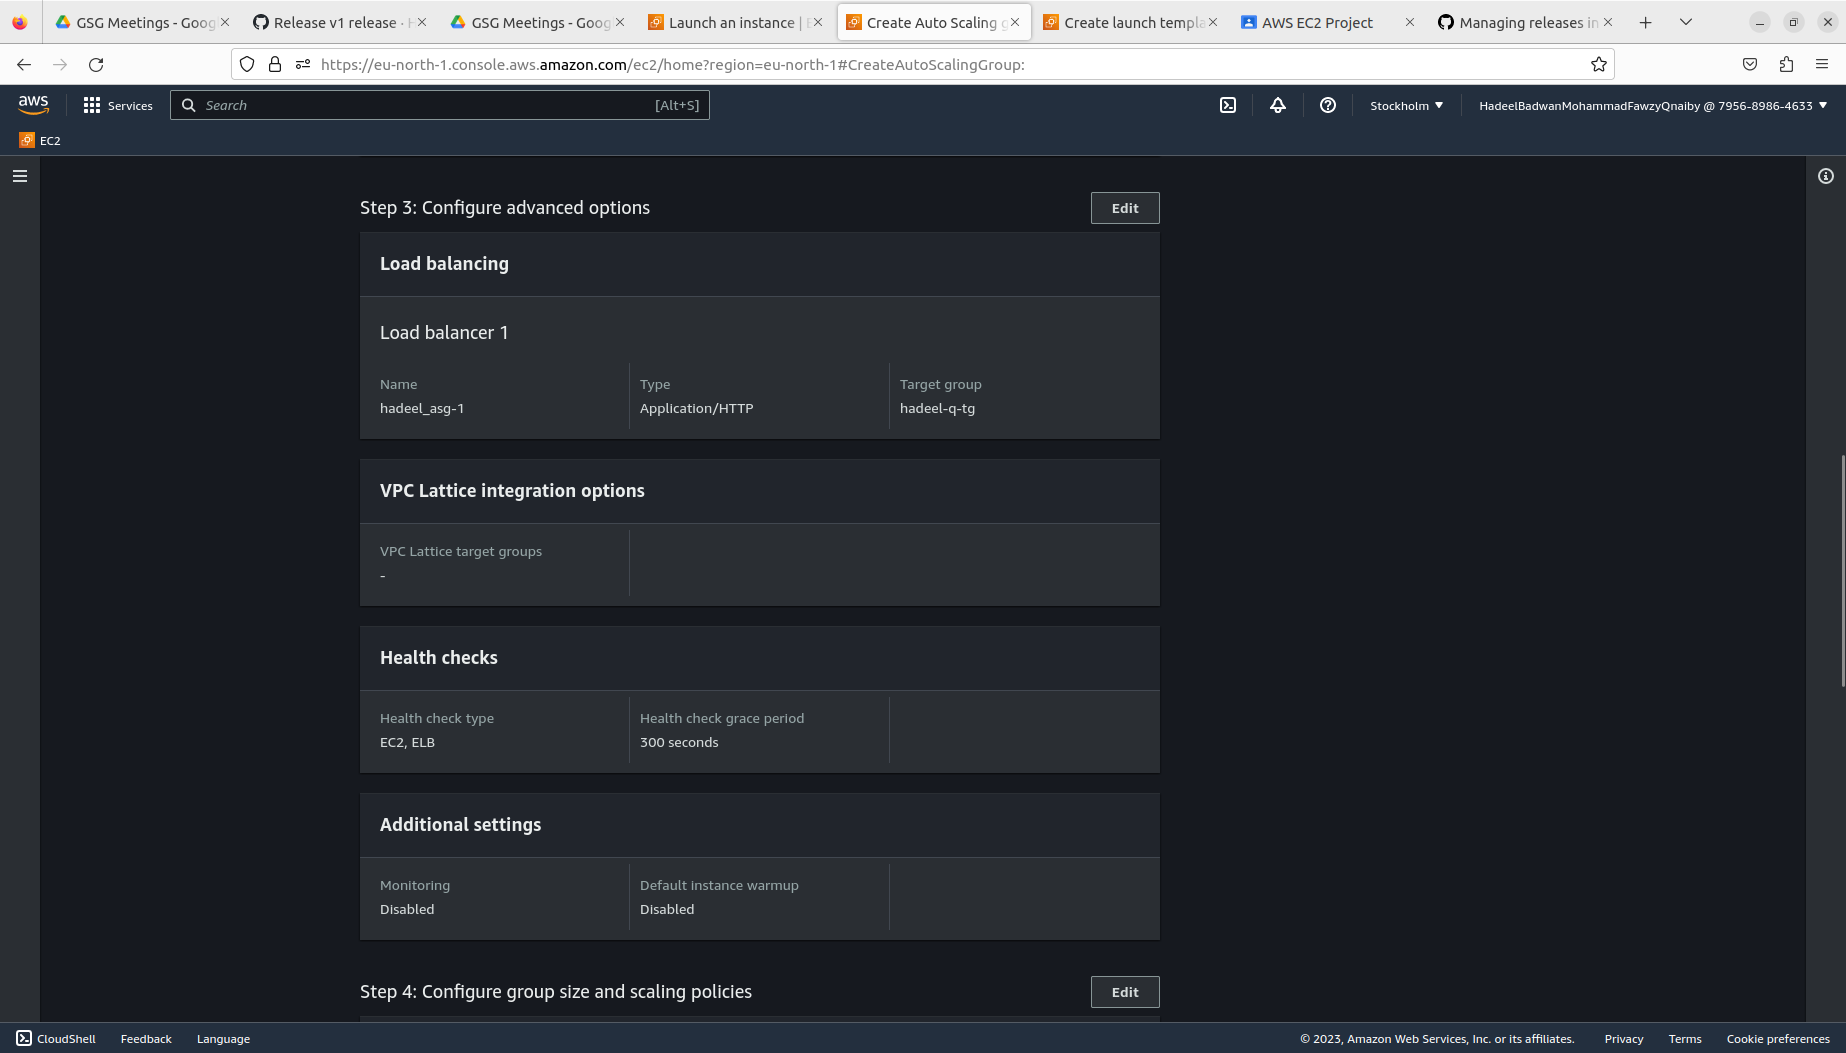 GSG Meetings - Goog
Release v1 release · H
GSG Meetings - Goog
Launch an instance | E
Create Auto Scaling g
Create launch templa
AWS EC2 Project
Managing releases in
https://eu-north-1.console.aws.amazon.com/ec2/home?region=eu-north-1#CreateAutoScalingGroup:
aws
Services
Search
[Alt+S]
Stockholm
HadeelBadwanMohammadFawzyQnaiby @ 7956-8986-4633
EC2
Step 3: Configure advanced options
Edit
Load balancing
Load balancer 1
Name
Type
Target group
hadeel_asg-1
Application/HTTP
hadeel-q-tg
VPC Lattice integration options
VPC Lattice target groups
-
Health checks
Health check type
Health check grace period
EC2, ELB
300 seconds
Additional settings
Monitoring
Default instance warmup
Disabled
Disabled
Step 4: Configure group size and scaling policies
Edit
CloudShell
Feedback
Language
© 2023, Amazon Web Services, Inc. or its affiliates.
Privacy
Terms
Cookie preferences